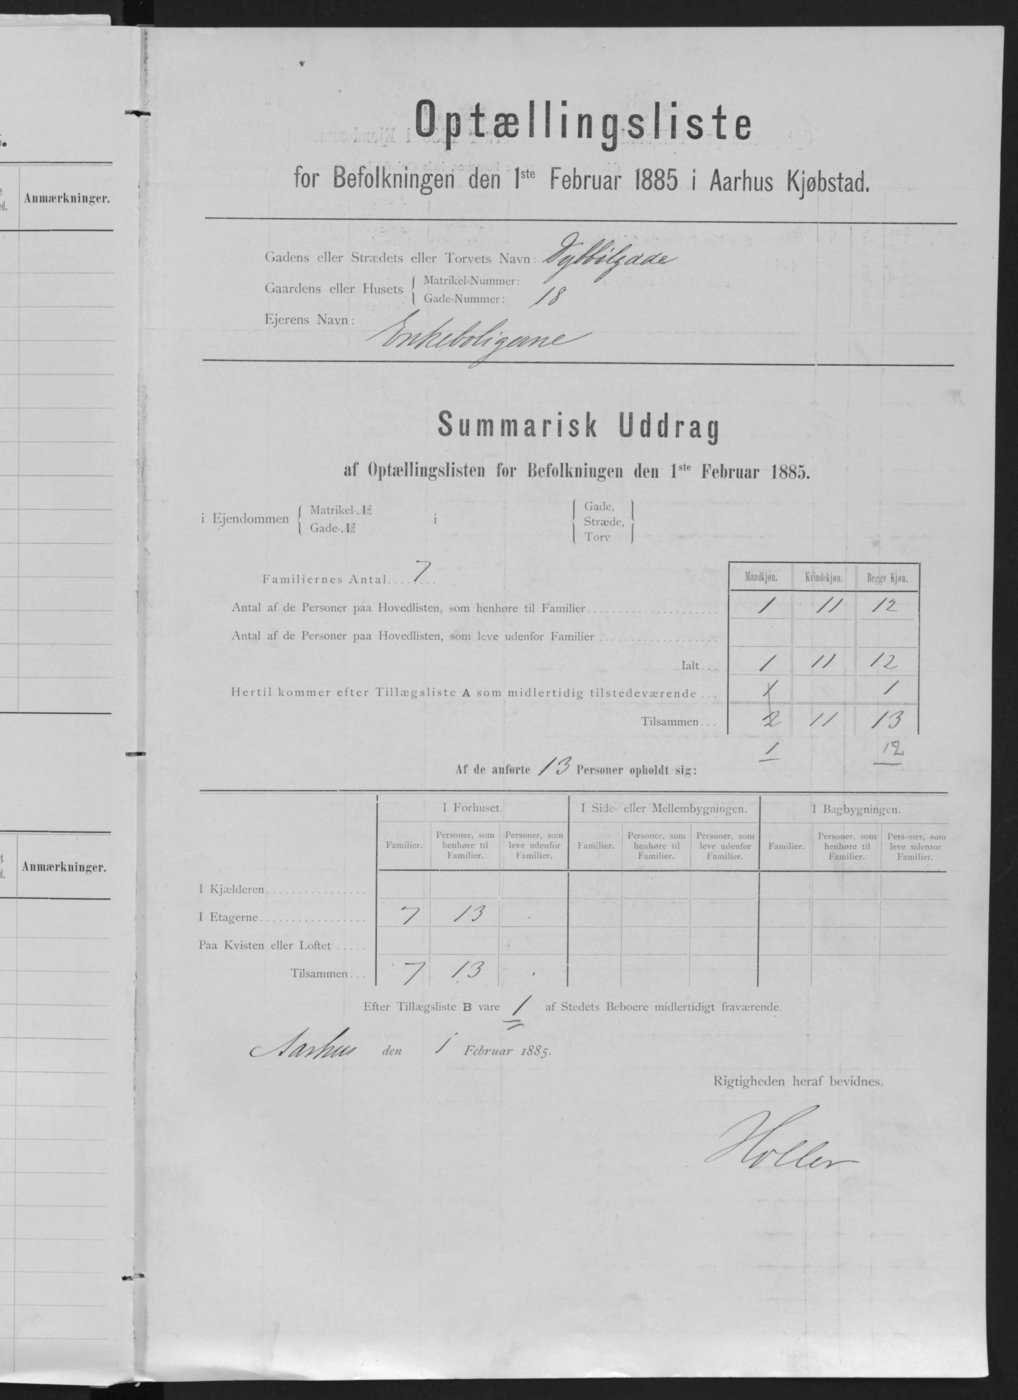 Anmærkninger.
Anmærkninger.
Optællingsliste
for Befolkningen den 1ste Februar 1885 i Aarhus Kjøbstad.
Gadens eller Strædets eller Torvets Navn: Dybbölgade
Gaardens eller Husets { Matrikel-Nummer:
Gade-Nummer: 18
Ejerens Navn: Enkeboligerne
Summarisk Uddrag
af Optællingslisten for Befolkningen den 1ste Februar 1885.
i Ejendommen { Matrikel-№
Gade-№
i
{ Gade, }
Stræde,
Torv
Familiernes Antal.... 7
Mandkjøn. Kvindekjøn. Begge Kjøn.
Antal af de Personer paa Hovedlisten, som henhøre til Familier 1 11 12
Antal af de Personer paa Hovedlisten, som leve udenfor Familier
Ialt... 1 11 12
Hertil kommer efter Tillægsliste A som midlertidig tilstedeværende... 1 1
Tilsammen... 2 11 13
1 12
Af de anførte 13 Personer opholdt sig:
I Forhuset. I Side- eller Mellembygningen. I Bagbygningen.
Familier. Personer, som henhøre til Familier. Personer, som leve udenfor Familier. Familier. Personer, som henhøre til Familier. Personer, som leve udenfor Familier. Familier. Personer, som henhøre til Familier. Personer, som leve udenfor Familier.
I Kjælderen
I Etagerne 7 13 .
Paa Kvisten eller Loftet
Tilsammen... 7 13 .
Efter Tillægsliste B vare 1 af Stedets Beboere midlertidigt fraværende.
Aarhus den 1 Februar 1885.
Rigtigheden heraf bevidnes.
Holler